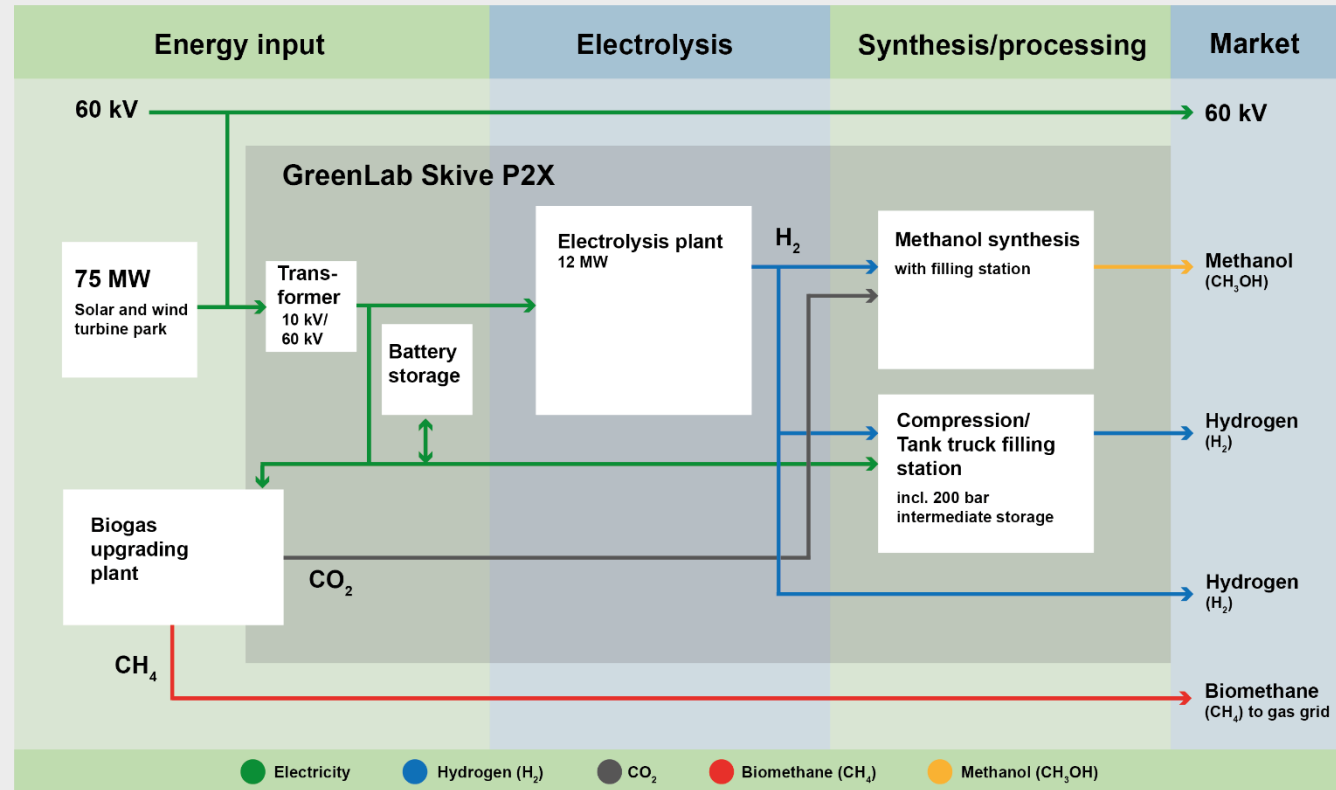 Energy input
Electrolysis
Synthesis/processing
Market
60 kV
60 kV
GreenLab Skive P2X
75 MW
Solar and wind
turbine park
Trans-
former
10 kV/
60 kV
Battery
storage
Electrolysis plant
12 MW
H₂
Methanol synthesis
with filling station
Methanol
(CH₃OH)
Compression/
Tank truck filling
station
incl. 200 bar
intermediate storage
Hydrogen
(H₂)
Biogas
upgrading
plant
CO₂
Hydrogen
(H₂)
CH₄
Biomethane
(CH₄) to gas grid
Electricity
Hydrogen (H₂)
CO₂
Biomethane (CH₄)
Methanol (CH₃OH)